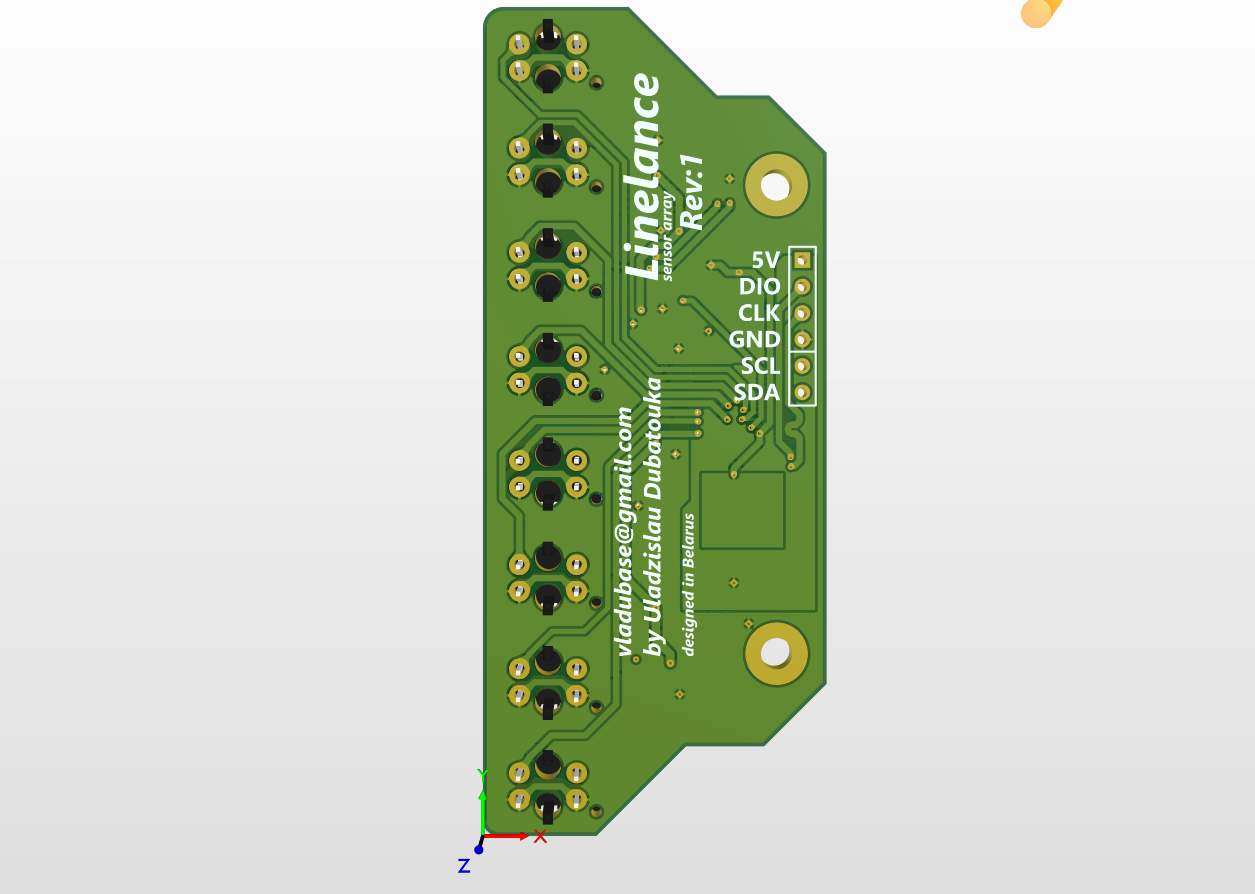 Linelance
sensor array
Rev:1
5V
DIO
CLK
GND
SCL
SDA
vladubase@gmail.com
by Uladzislau Dubatouka
designed in Belarus
Y
X
Z